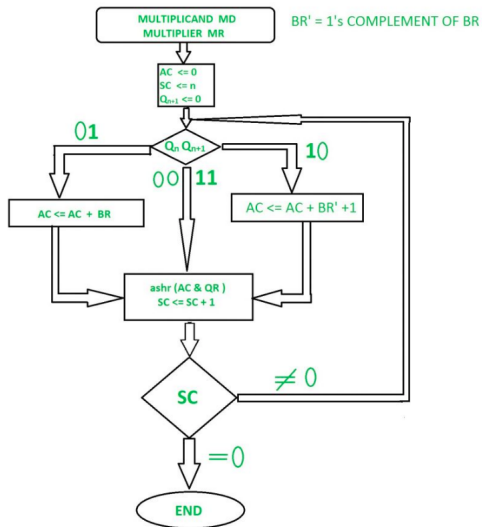 MULTIPLICAND MD
MULTIPLIER MR
BR' = 1's COMPLEMENT OF BR
AC <= 0
SC <= n
Qn+1 <= 0
01
Qn Qn+1
10
00 11
AC <= AC + BR
AC <= AC + BR' +1
ashr (AC & QR )
SC <= SC + 1
SC
≠ 0
=0
END